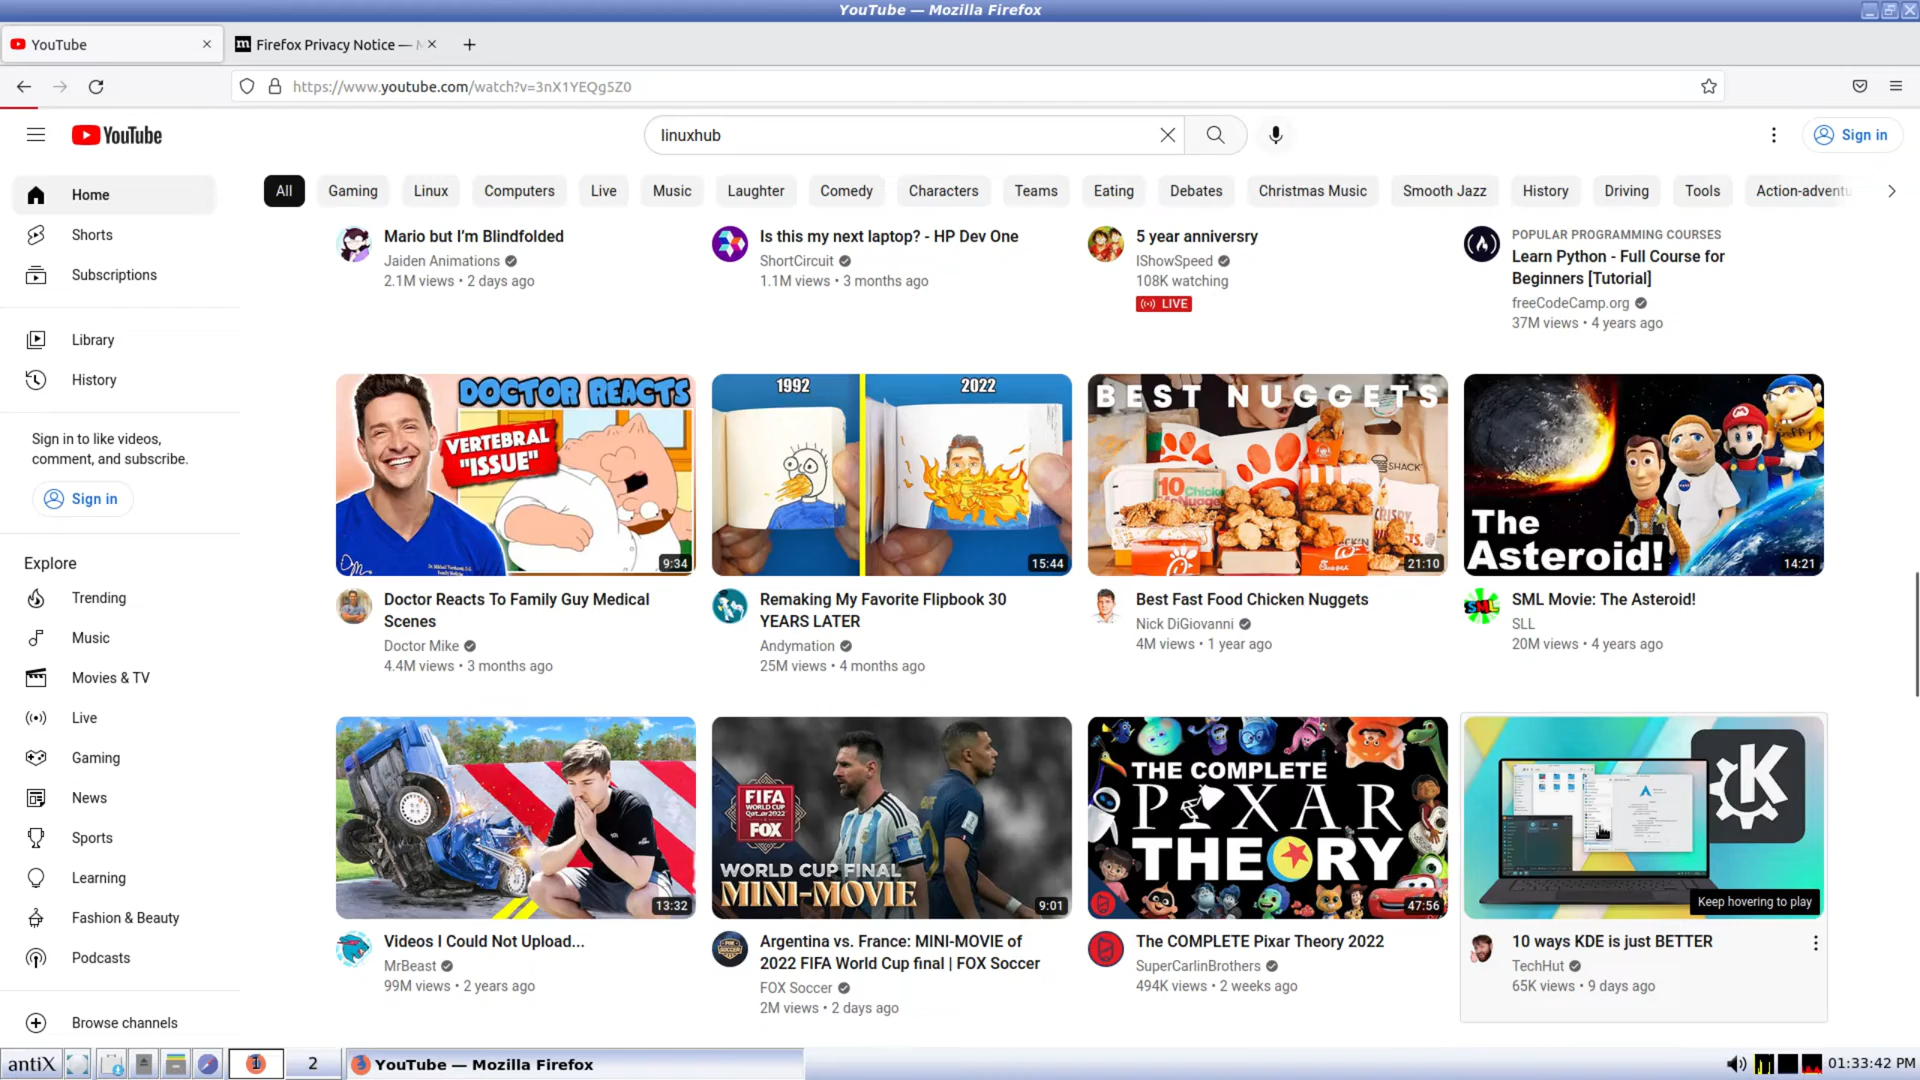 YouTube — Mozilla Firefox
YouTube
Firefox Privacy Notice —
https://www.youtube.com/watch?v=3nX1YEQg5Z0
YouTube
linuxhub
Sign in
All
Gaming
Linux
Computers
Live
Music
Laughter
Comedy
Characters
Teams
Eating
Debates
Christmas Music
Smooth Jazz
History
Driving
Tools
Action-advent
Home
Shorts
Subscriptions
Library
History
Sign in to like videos,
comment, and subscribe.
Sign in
Explore
Trending
Music
Movies & TV
Live
Gaming
News
Sports
Learning
Fashion & Beauty
Podcasts
Browse channels
Mario but I'm Blindfolded
Jaiden Animations
2.1M views • 2 days ago
Is this my next laptop? - HP Dev One
ShortCircuit
1.1M views • 3 months ago
5 year anniversry
IShowSpeed
108K watching
LIVE
POPULAR PROGRAMMING COURSES
Learn Python - Full Course for
Beginners [Tutorial]
freeCodeCamp.org
37M views • 4 years ago
DOCTOR REACTS
VERTEBRAL
"ISSUE"
9:34
Doctor Reacts To Family Guy Medical
Scenes
Doctor Mike
4.4M views • 3 months ago
1992
2022
15:44
Remaking My Favorite Flipbook 30
YEARS LATER
Andymation
25M views • 4 months ago
BEST NUGGETS
SHACK
21:10
Best Fast Food Chicken Nuggets
Nick DiGiovanni
4M views • 1 year ago
The
Asteroid!
14:21
SML
SML Movie: The Asteroid!
SLL
20M views • 4 years ago
13:32
Videos I Could Not Upload...
MrBeast
99M views • 2 years ago
FIFA
WORLD CUP
FOX
WORLD CUP FINAL
MINI-MOVIE
9:01
Argentina vs. France: MINI-MOVIE of
2022 FIFA World Cup final | FOX Soccer
FOX Soccer
2M views • 2 days ago
THE COMPLETE
PIXAR
THEORY
47:56
The COMPLETE Pixar Theory 2022
SuperCarlinBrothers
494K views • 2 weeks ago
K
Keep hovering to play
10 ways KDE is just BETTER
TechHut
65K views • 9 days ago
antiX
1
2
YouTube — Mozilla Firefox
01:33:42 PM